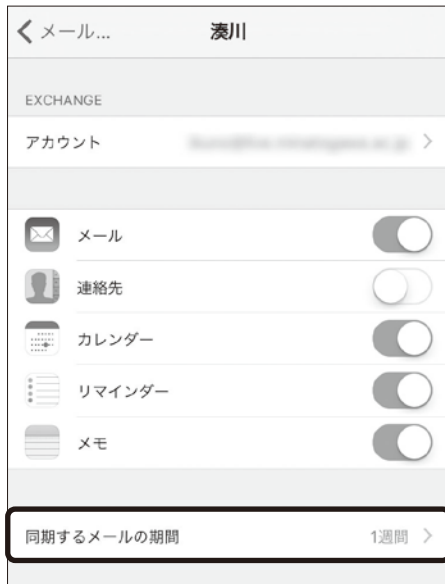 メール...
湊川
EXCHANGE
アカウント
メール
連絡先
カレンダー
リマインダー
メモ
同期するメールの期間 1週間